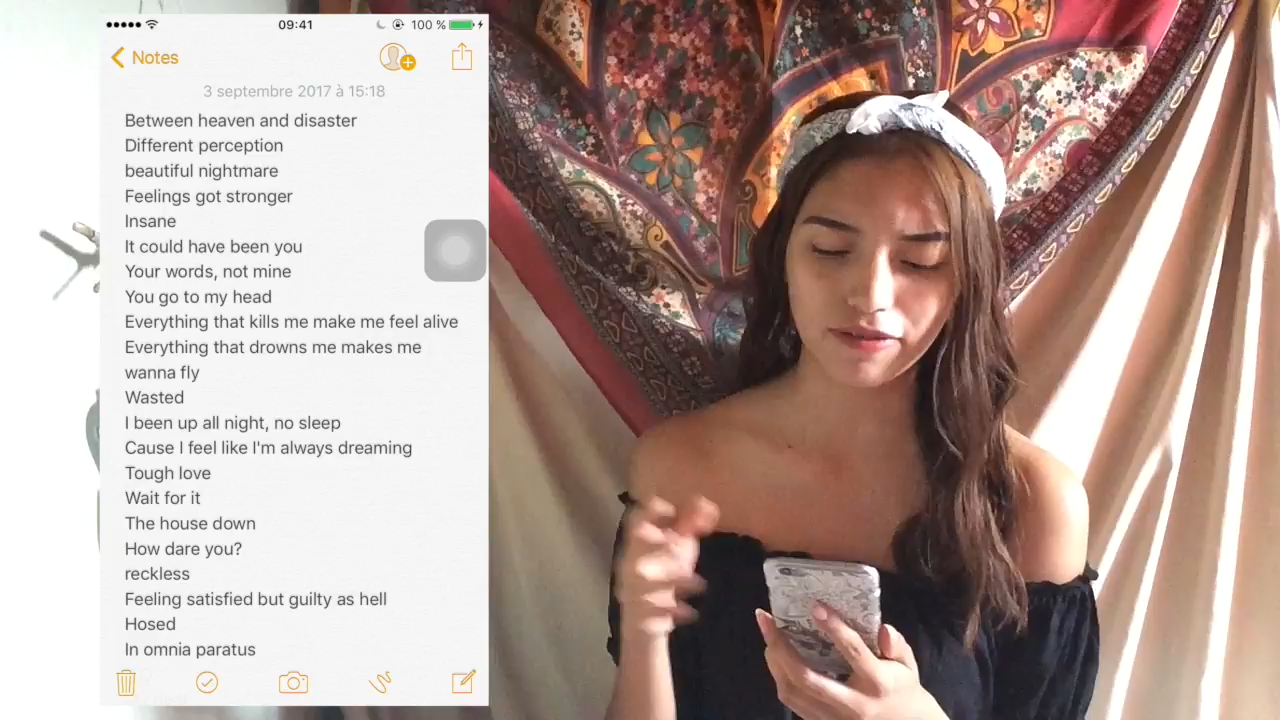 09:41
100 %
Notes
3 septembre 2017 à 15:18
Between heaven and disaster
Different perception
beautiful nightmare
Feelings got stronger
Insane
It could have been you
Your words, not mine
You go to my head
Everything that kills me make me feel alive
Everything that drowns me makes me
wanna fly
Wasted
I been up all night, no sleep
Cause I feel like I'm always dreaming
Tough love
Wait for it
The house down
How dare you?
reckless
Feeling satisfied but guilty as hell
Hosed
In omnia paratus